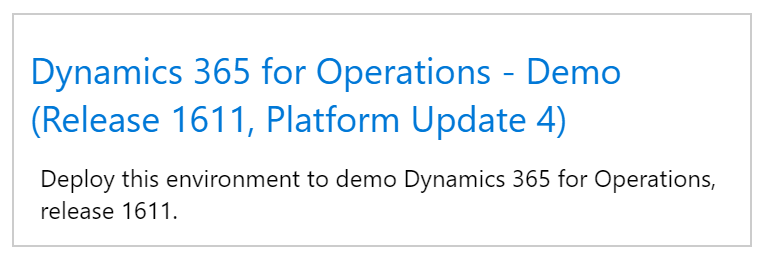 Dynamics 365 for Operations - Demo
(Release 1611, Platform Update 4)
Deploy this environment to demo Dynamics 365 for Operations,
release 1611.